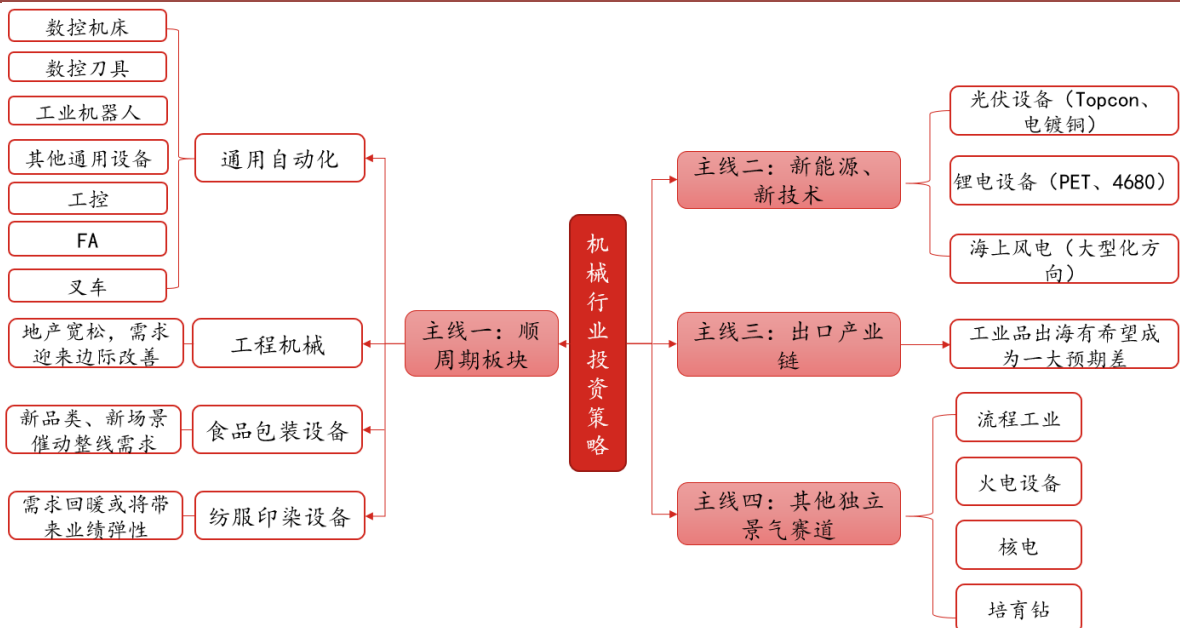 数控机床
数控刀具
工业机器人
其他通用设备
工控
FA
叉车
通用自动化
地产宽松，需求
迎来边际改善
工程机械
新品类、新场景
催动整线需求
食品包装设备
需求回暖或将带
来业绩弹性
纺服印染设备
主线一：顺
周期板块
机械行业投资策略
主线二：新能源、
新技术
光伏设备（Topcon、
电镀铜）
锂电设备（PET、4680）
海上风电（大型化方
向）
主线三：出口产业
链
工业品出海有希望成
为一大预期差
主线四：其他独立
景气赛道
流程工业
火电设备
核电
培育钻